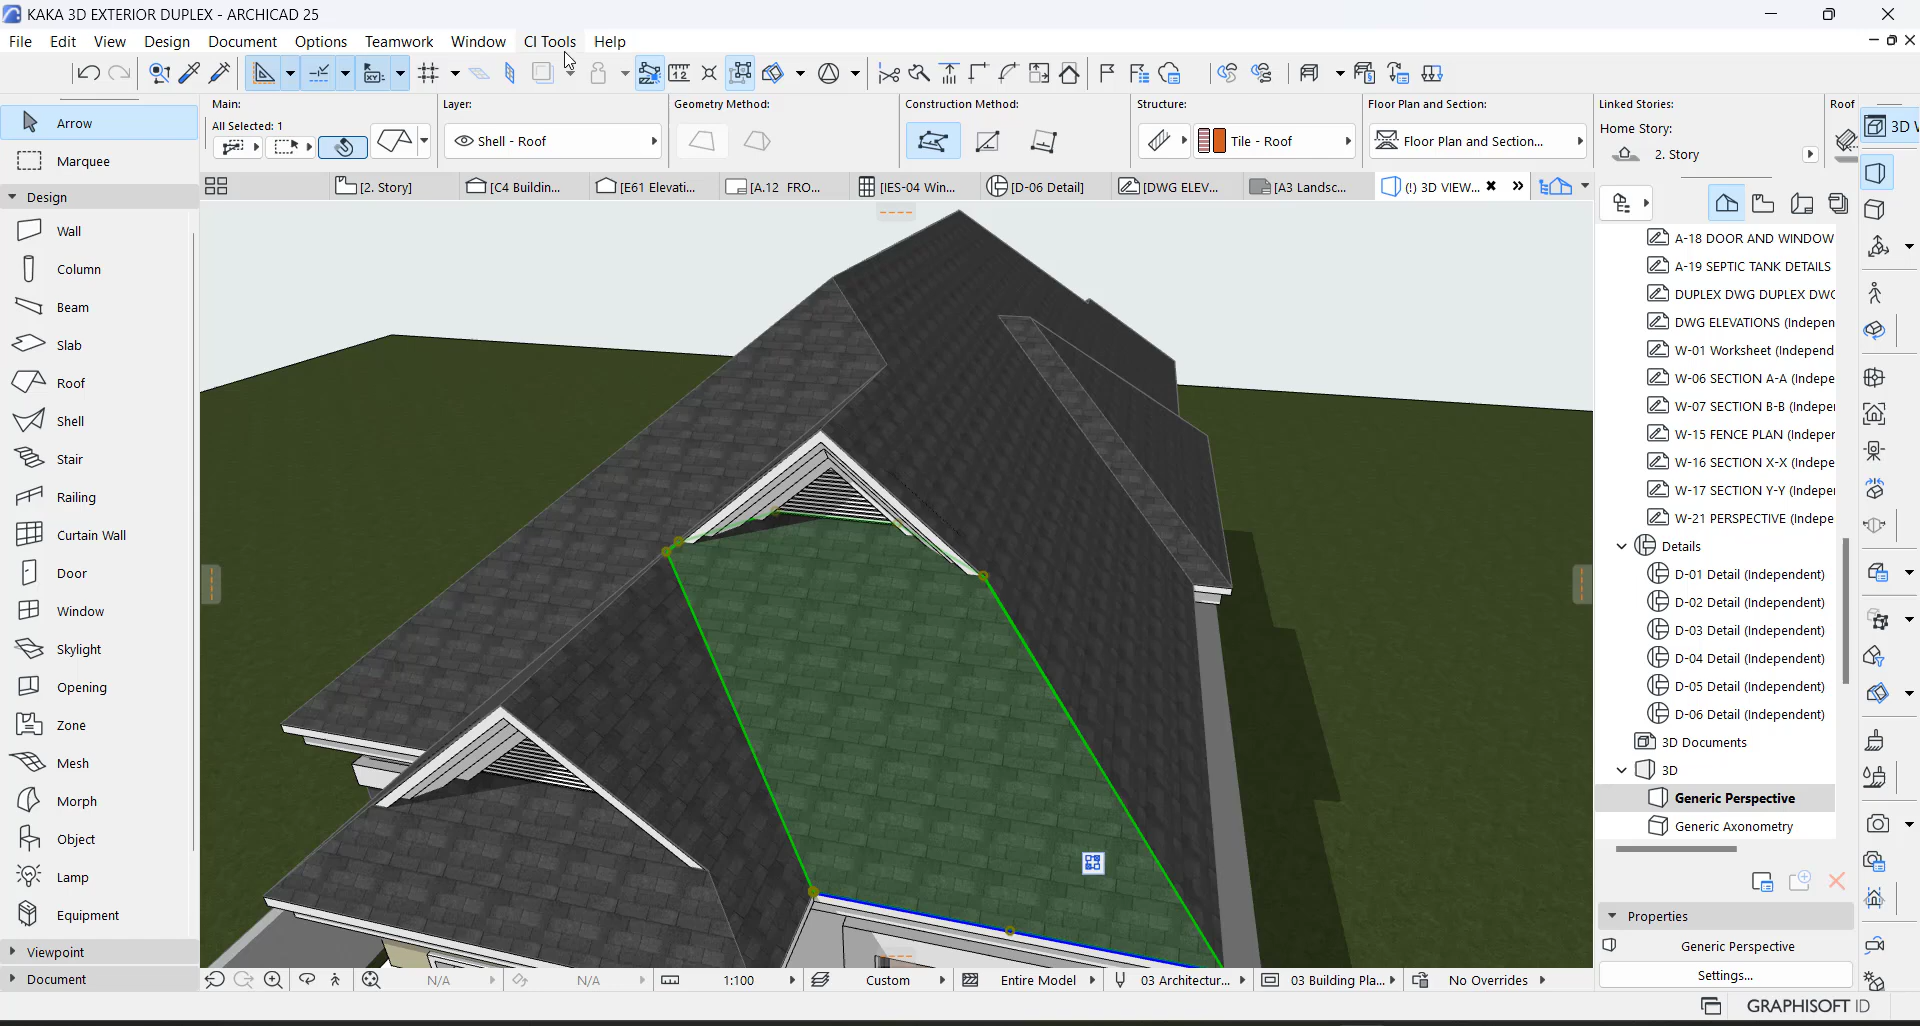 KAKA 3D EXTERIOR DUPLEX - ARCHICAD 25
File Edit View Design Document Options Teamwork Window CI Tools Help
Main: Layer: Geometry Method: Construction Method: Structure: Floor Plan and Section: Linked Stories: Roof
All Selected: 1
Home Story:
Shell - Roof
Tile - Roof
Floor Plan and Section...
2. Story
3D V
Arrow
Marquee
Design
[2. Story]
[C4 Buildin...
[E61 Elevati...
[A.12 FRO...
[IES-04 Win...
[D-06 Detail]
[DWG ELEV...
[A3 Landsc...
(!) 3D VIEW...
Wall
Column
Beam
Slab
Roof
Shell
Stair
Railing
Curtain Wall
Door
Window
Skylight
Opening
Zone
Mesh
Morph
Object
Lamp
Equipment
Viewpoint
Document
A-18 DOOR AND WINDOW
A-19 SEPTIC TANK DETAILS
DUPLEX DWG DUPLEX DWG
DWG ELEVATIONS (Indepen
W-01 Worksheet (Independ
W-06 SECTION A-A (Indepe
W-07 SECTION B-B (Indeper
W-15 FENCE PLAN (Indeper
W-16 SECTION X-X (Indepe
W-17 SECTION Y-Y (Indeper
W-21 PERSPECTIVE (Indepe
Details
D-01 Detail (Independent)
D-02 Detail (Independent)
D-03 Detail (Independent)
D-04 Detail (Independent)
D-05 Detail (Independent)
D-06 Detail (Independent)
3D Documents
3D
Generic Perspective
Generic Axonometry
Properties
Generic Perspective
Settings...
N/A N/A 1:100 Custom Entire Model 03 Architectur... 03 Building Pla... No Overrides
GRAPHISOFT ID